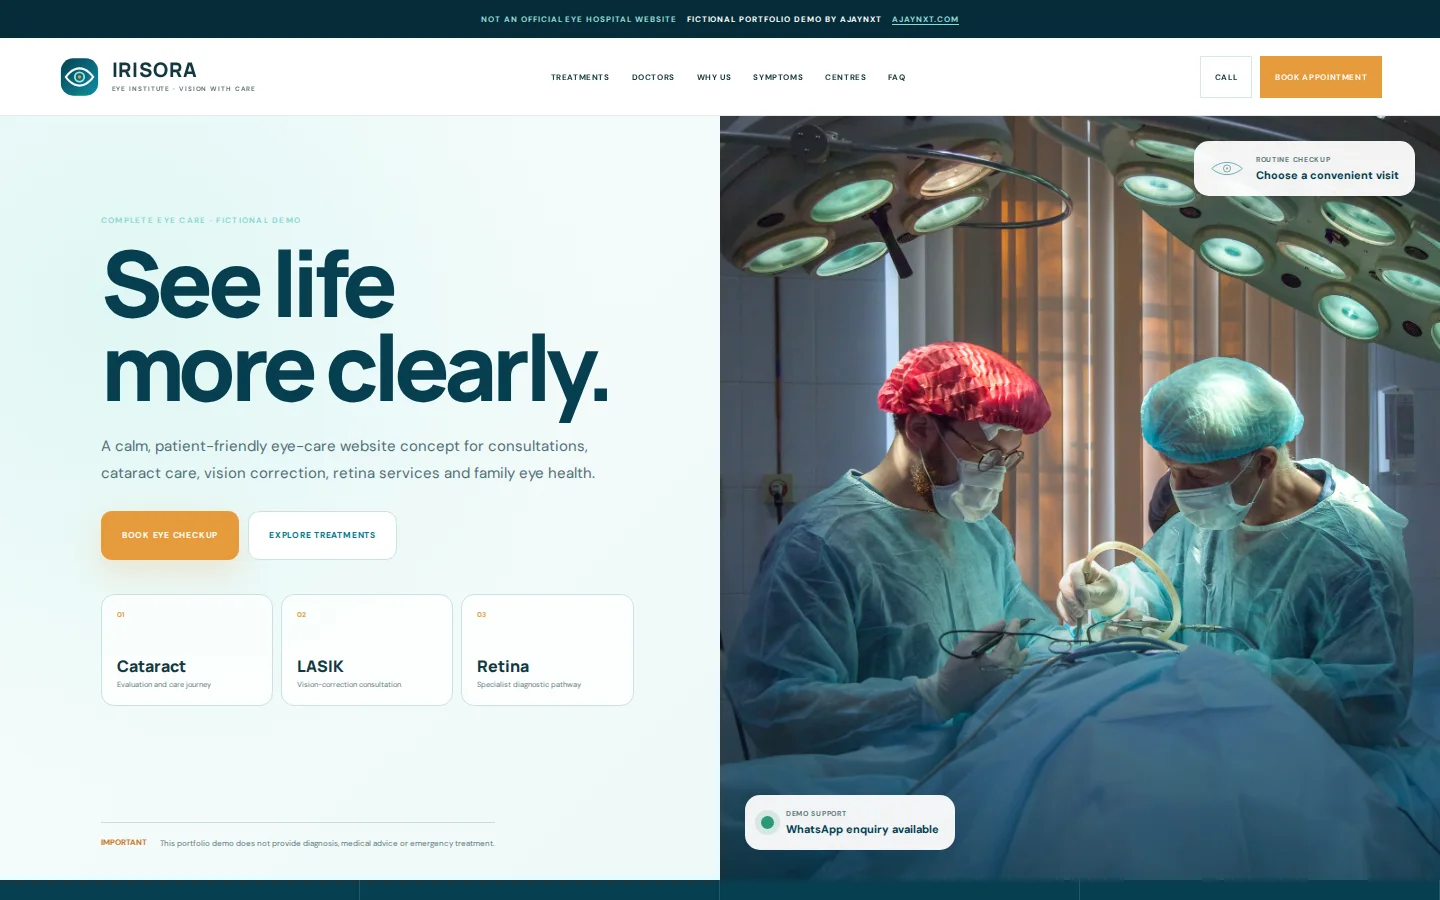 NOT AN OFFICIAL EYE HOSPITAL WEBSITE FICTIONAL PORTFOLIO DEMO BY AJAYNXT AJAYNXT.COM
IRISORA
EYE INSTITUTE · VISION WITH CARE
TREATMENTS DOCTORS WHY US SYMPTOMS CENTRES FAQ
CALL
BOOK APPOINTMENT
COMPLETE EYE CARE · FICTIONAL DEMO
See life
more clearly.
A calm, patient-friendly eye-care website concept for consultations,
cataract care, vision correction, retina services and family eye health.
BOOK EYE CHECKUP
EXPLORE TREATMENTS
01
Cataract
Evaluation and care journey
02
LASIK
Vision-correction consultation
03
Retina
Specialist diagnostic pathway
IMPORTANT This portfolio demo does not provide diagnosis, medical advice or emergency treatment.
ROUTINE CHECKUP
Choose a convenient visit
DEMO SUPPORT
WhatsApp enquiry available